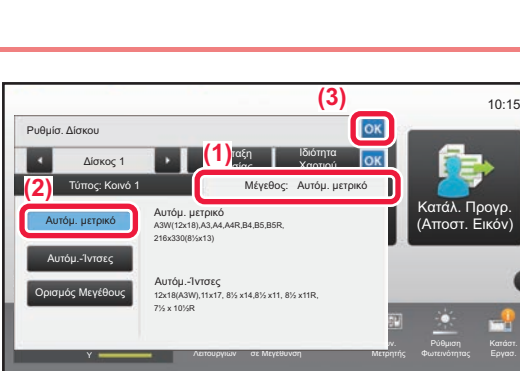 (3)
10:15
Ρυθμίσ. Δίσκου
OK
(1)
Δίσκος 1
Ιδιότητα
Χαρτιού
OK
(2)
Τύπος: Κοινό 1
Μέγεθος: Αυτόμ. μετρικό
Κατάλ. Προγρ.
(Αποστ. Εικόν)
Αυτόμ. μετρικό
Αυτόμ. μετρικό
A3W(12x18),A3,A4,A4R,B4,B5,B5R,
216x330(8½x13)
Αυτόμ.-Ίντσες
Αυτόμ.-Ίντσες
Ορισμός Μεγέθους
12x18(A3W),11x17, 8½ x14,8½ x11, 8½ x11R,
7½ x 10½R
Y
Λειτουργιών
σε Μεγέθυνση
Μετρητής
Ρύθμιση
Φωτεινότητας
Κατάστ.
Εργασ.